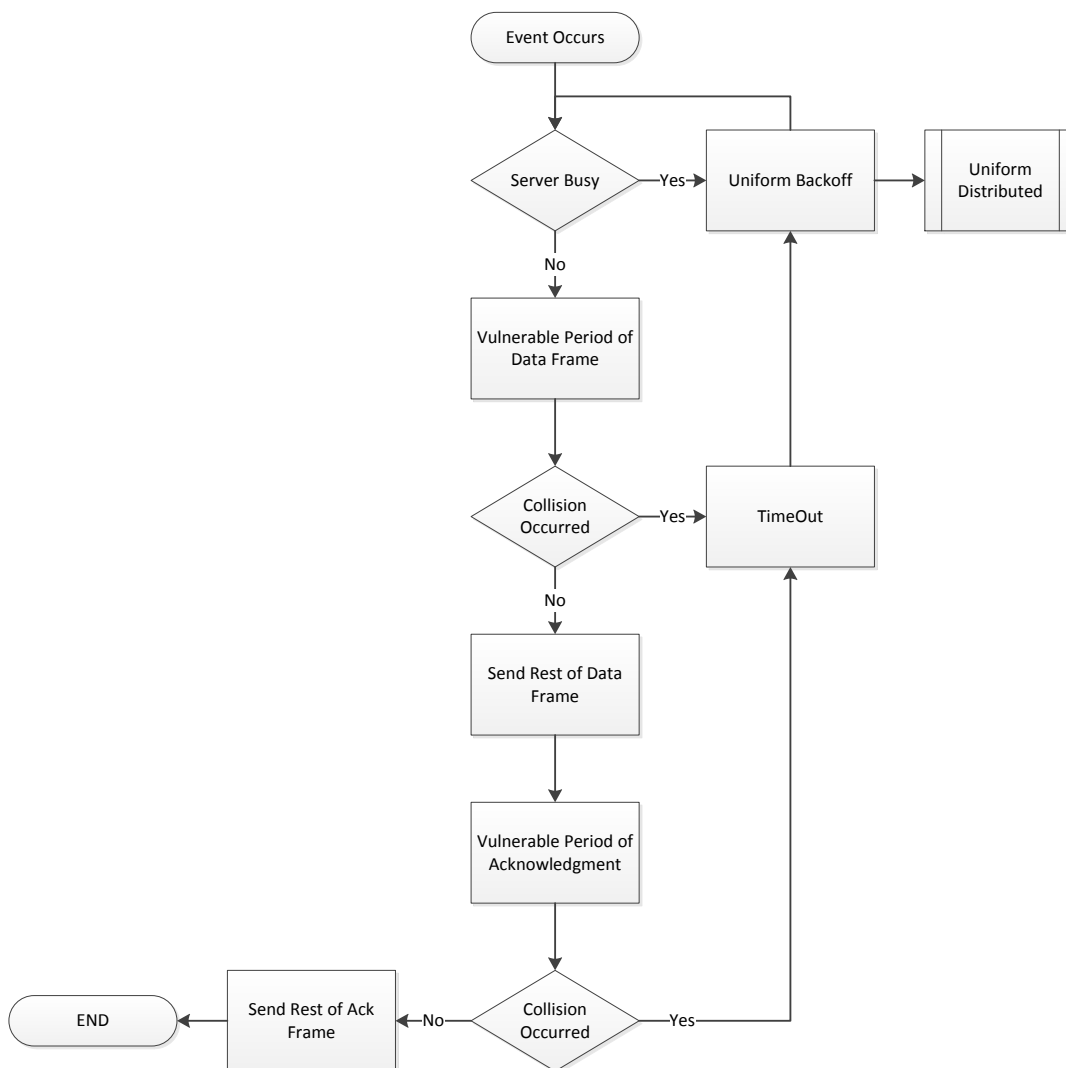 Event Occurs
Server Busy
Yes
Uniform Backoff
Uniform
Distributed
No
Vulnerable Period of
Data Frame
Collision
Occurred
Yes
TimeOut
No
Send Rest of Data
Frame
Vulnerable Period of
Acknowledgment
END
Send Rest of Ack
Frame
No
Collision
Occurred
Yes